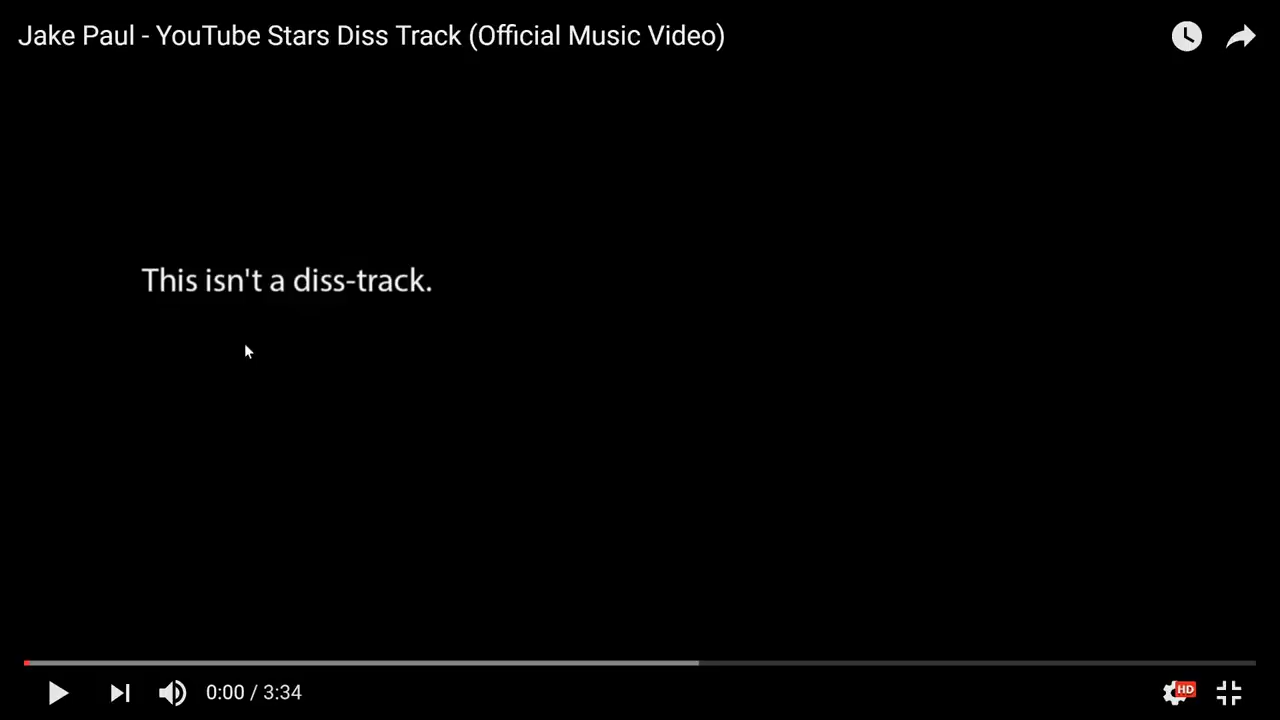 Jake Paul - YouTube Stars Diss Track (Official Music Video)
This isn't a diss-track.
0:00 / 3:34
HD